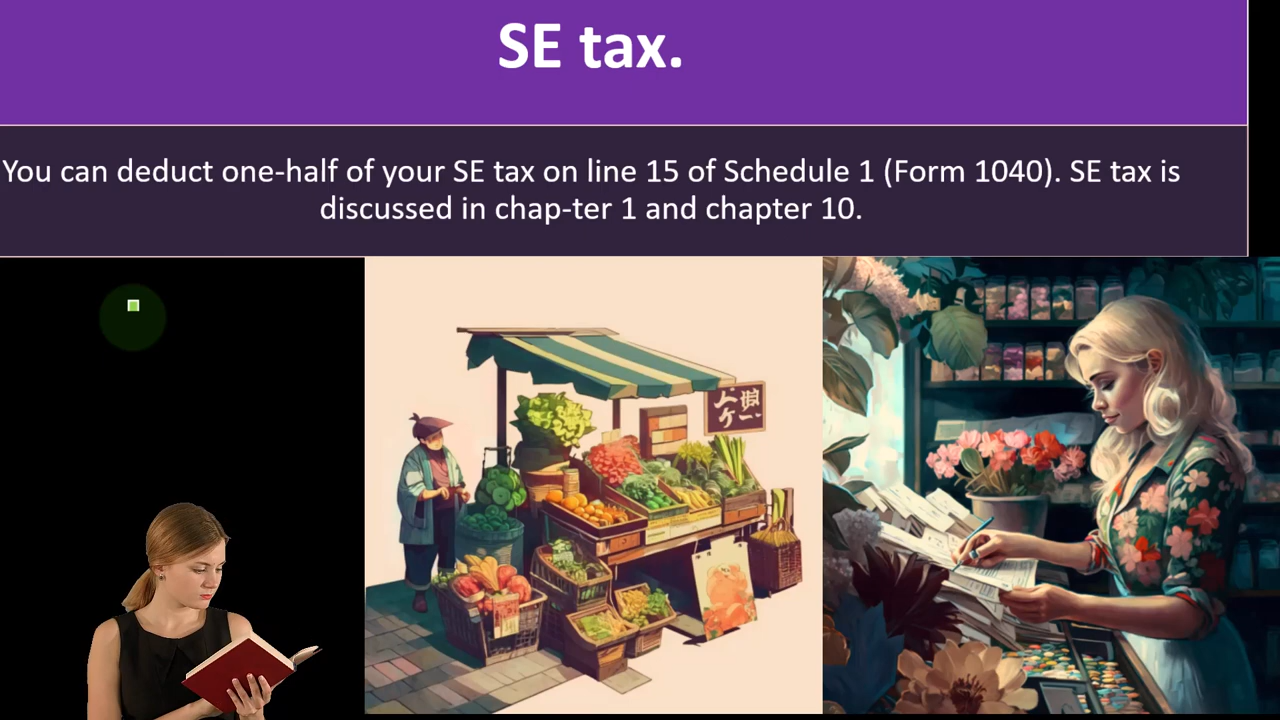 SE tax.
You can deduct one-half of your SE tax on line 15 of Schedule 1 (Form 1040). SE tax is
discussed in chap-ter 1 and chapter 10.